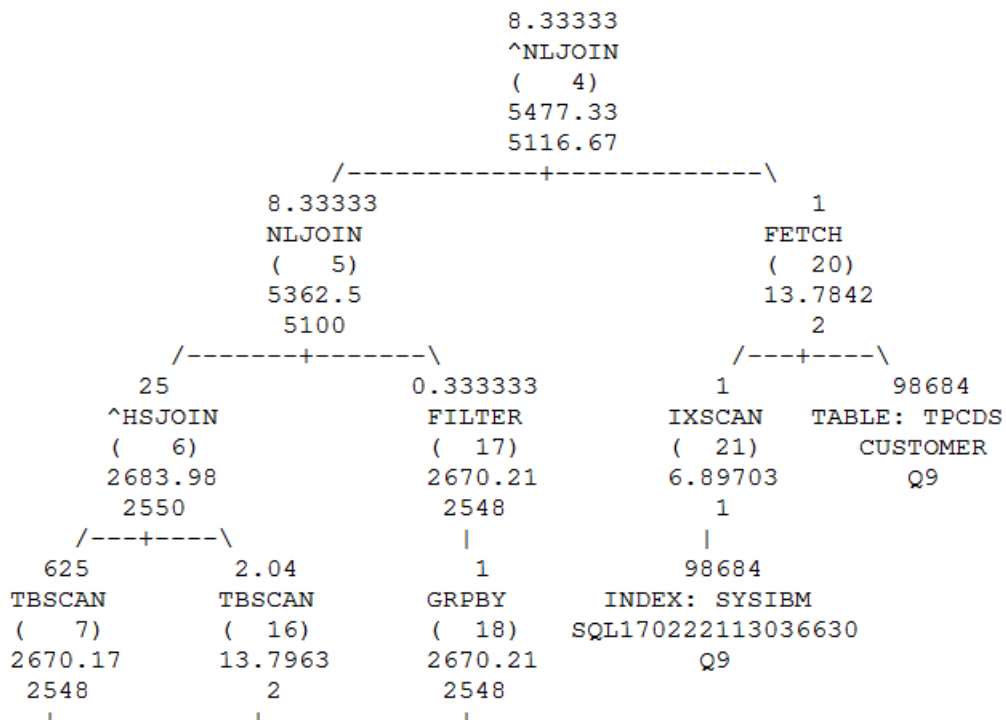 8.33333
^NLJOIN
(   4)
5477.33
5116.67
/------------+-------------\
8.33333                                1
NLJOIN                               FETCH
(   5)                               (  20)
5362.5                               13.7842
5100                                 2
/-------+-------\                  /---+----\
25                0.333333            1          98684
^HSJOIN            FILTER            IXSCAN   TABLE: TPCDS
(   6)            (  17)            (  21)      CUSTOMER
2683.98           2670.21           6.89703        Q9
2550              2548                1
/---+----\              |                |
625         2.04            1              98684
TBSCAN      TBSCAN         GRPBY      INDEX: SYSIBM
(   7)      (  16)         (  18)   SQL170222113036630
2670.17     13.7963        2670.21          Q9
2548          2            2548
|             |              |